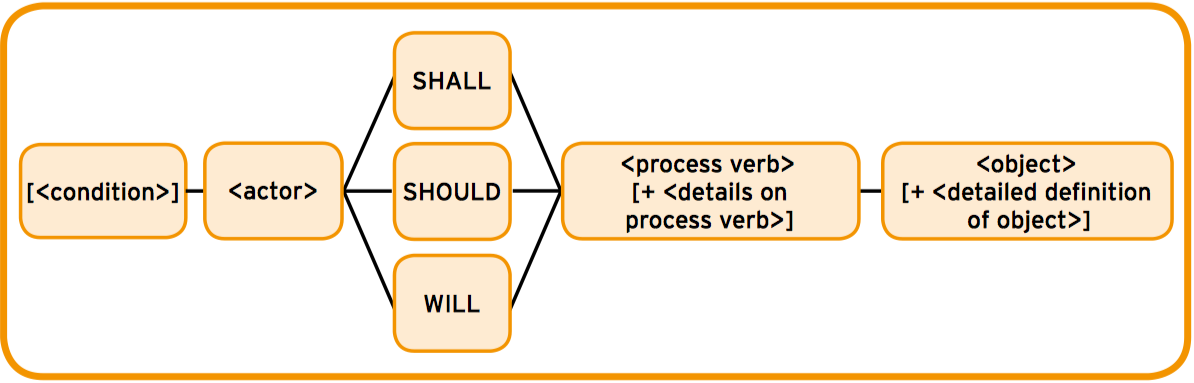 [<condition>]
<actor>
SHALL
SHOULD
WILL
<process verb>
[+ <details on
process verb>]
<object>
[+ <detailed definition
of object>]